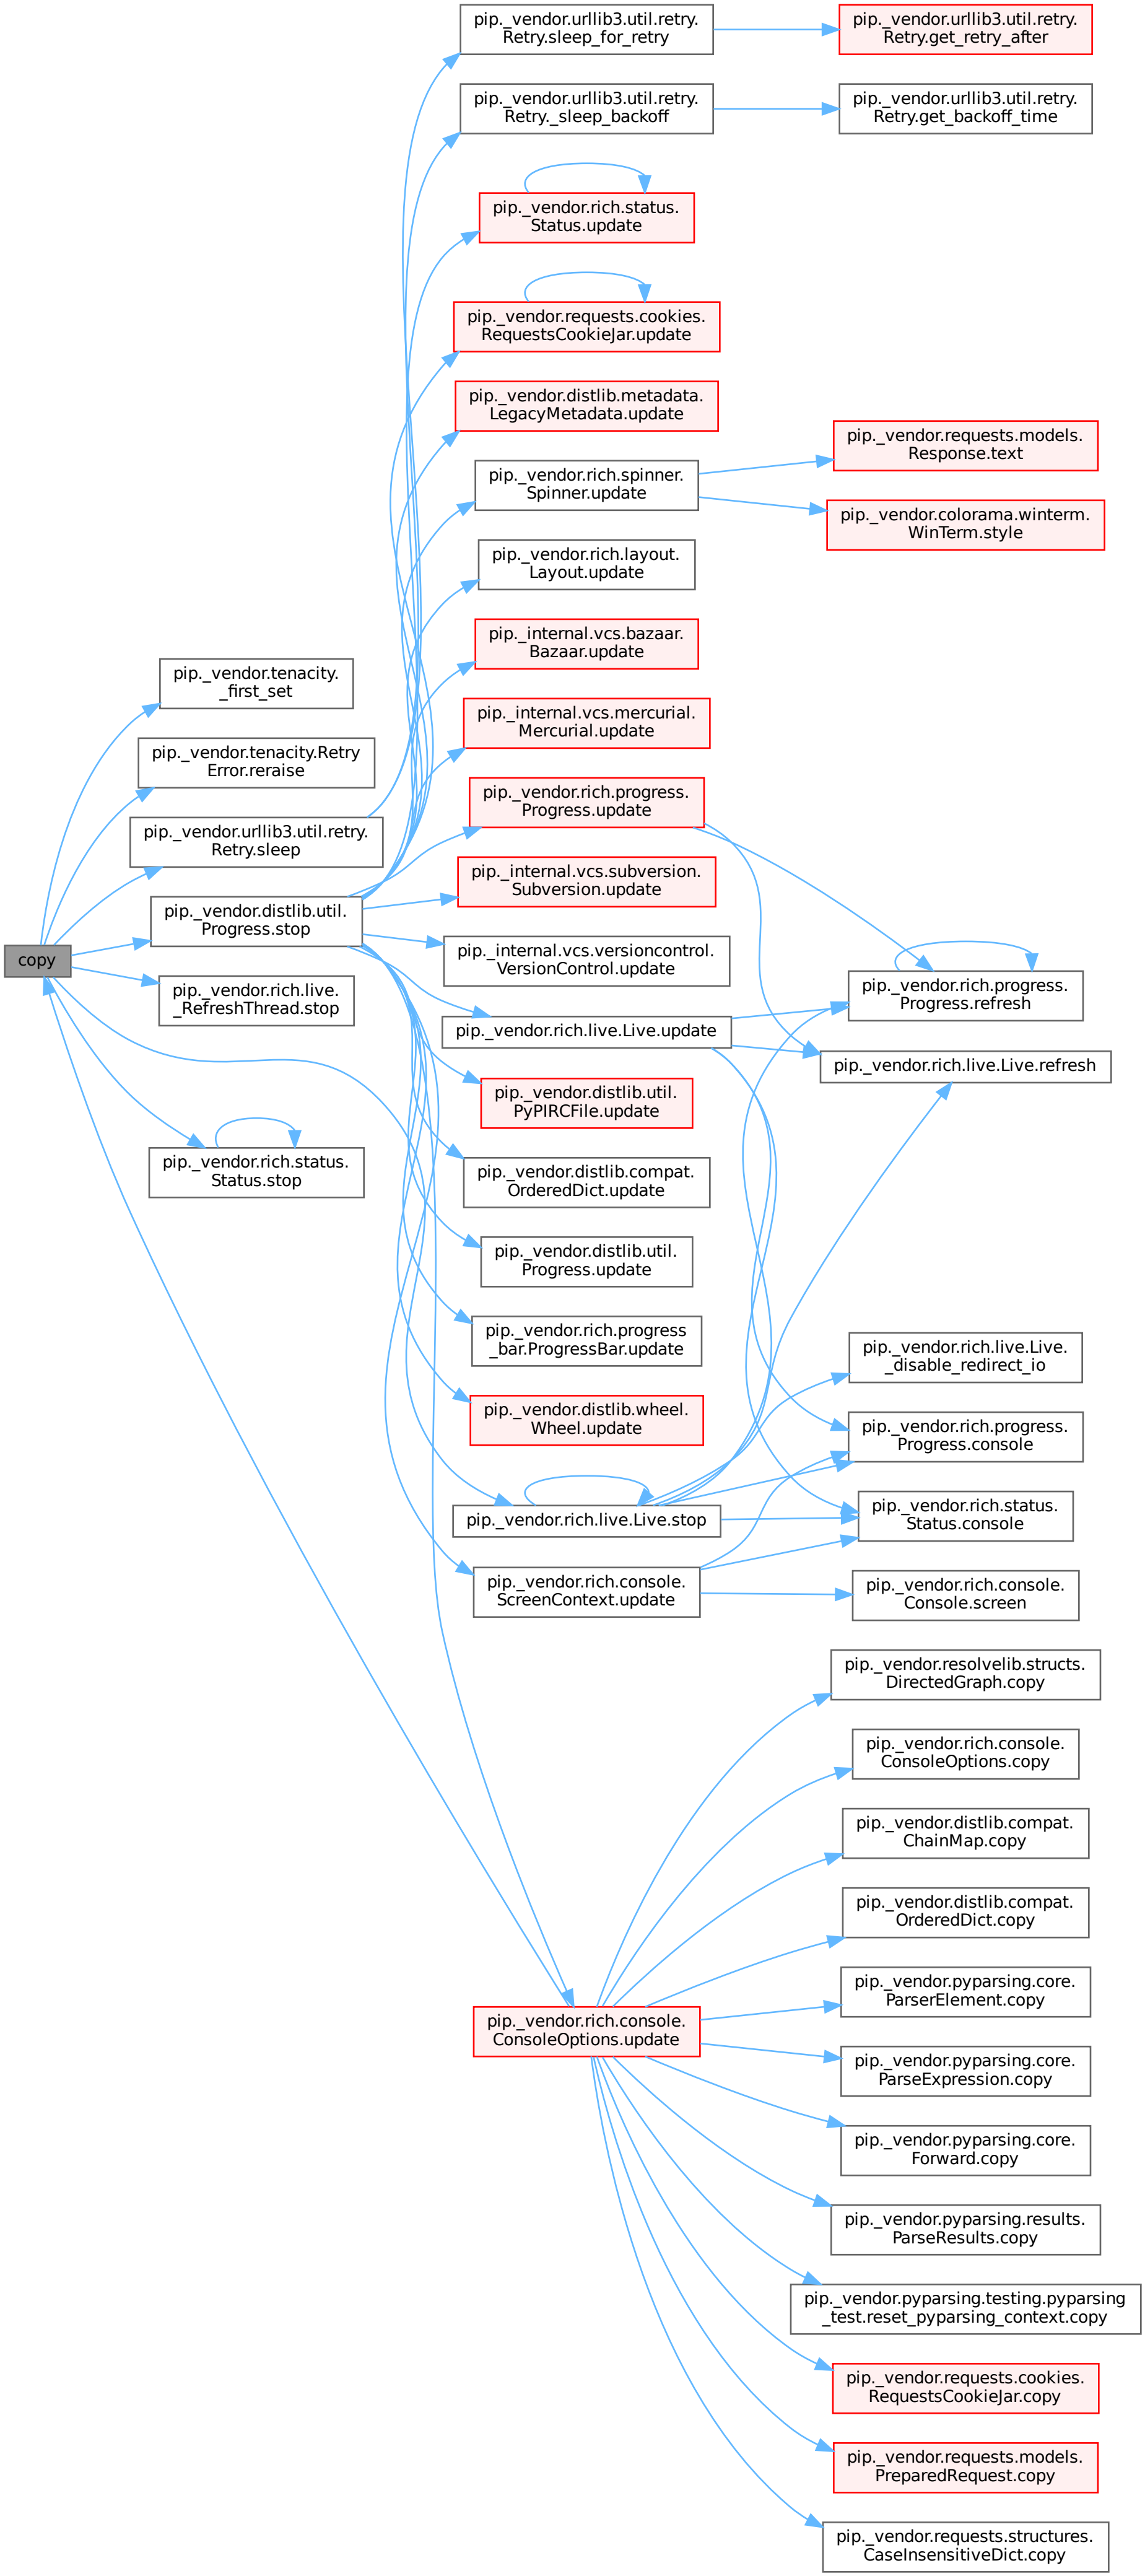 copy
pip._vendor.tenacity.
_first_set
pip._vendor.tenacity.Retry
Error.reraise
pip._vendor.urllib3.util.retry.
Retry.sleep
pip._vendor.distlib.util.
Progress.stop
pip._vendor.rich.live.
_RefreshThread.stop
pip._vendor.rich.status.
Status.stop
pip._vendor.urllib3.util.retry.
Retry.sleep_for_retry
pip._vendor.urllib3.util.retry.
Retry._sleep_backoff
pip._vendor.rich.status.
Status.update
pip._vendor.requests.cookies.
RequestsCookieJar.update
pip._vendor.distlib.metadata.
LegacyMetadata.update
pip._vendor.rich.spinner.
Spinner.update
pip._vendor.rich.layout.
Layout.update
pip._internal.vcs.bazaar.
Bazaar.update
pip._internal.vcs.mercurial.
Mercurial.update
pip._vendor.rich.progress.
Progress.update
pip._internal.vcs.subversion.
Subversion.update
pip._internal.vcs.versioncontrol.
VersionControl.update
pip._vendor.rich.live.Live.update
pip._vendor.distlib.util.
PyPIRCFile.update
pip._vendor.distlib.compat.
OrderedDict.update
pip._vendor.distlib.util.
Progress.update
pip._vendor.rich.progress
_bar.ProgressBar.update
pip._vendor.distlib.wheel.
Wheel.update
pip._vendor.rich.live.Live.stop
pip._vendor.rich.console.
ScreenContext.update
pip._vendor.rich.console.
ConsoleOptions.update
pip._vendor.urllib3.util.retry.
Retry.get_retry_after
pip._vendor.urllib3.util.retry.
Retry.get_backoff_time
pip._vendor.requests.models.
Response.text
pip._vendor.colorama.winterm.
WinTerm.style
pip._vendor.rich.progress.
Progress.refresh
pip._vendor.rich.live.Live.refresh
pip._vendor.rich.live.Live.
_disable_redirect_io
pip._vendor.rich.progress.
Progress.console
pip._vendor.rich.status.
Status.console
pip._vendor.rich.console.
Console.screen
pip._vendor.resolvelib.structs.
DirectedGraph.copy
pip._vendor.rich.console.
ConsoleOptions.copy
pip._vendor.distlib.compat.
ChainMap.copy
pip._vendor.distlib.compat.
OrderedDict.copy
pip._vendor.pyparsing.core.
ParserElement.copy
pip._vendor.pyparsing.core.
ParseExpression.copy
pip._vendor.pyparsing.core.
Forward.copy
pip._vendor.pyparsing.results.
ParseResults.copy
pip._vendor.pyparsing.testing.pyparsing
_test.reset_pyparsing_context.copy
pip._vendor.requests.cookies.
RequestsCookieJar.copy
pip._vendor.requests.models.
PreparedRequest.copy
pip._vendor.requests.structures.
CaseInsensitiveDict.copy